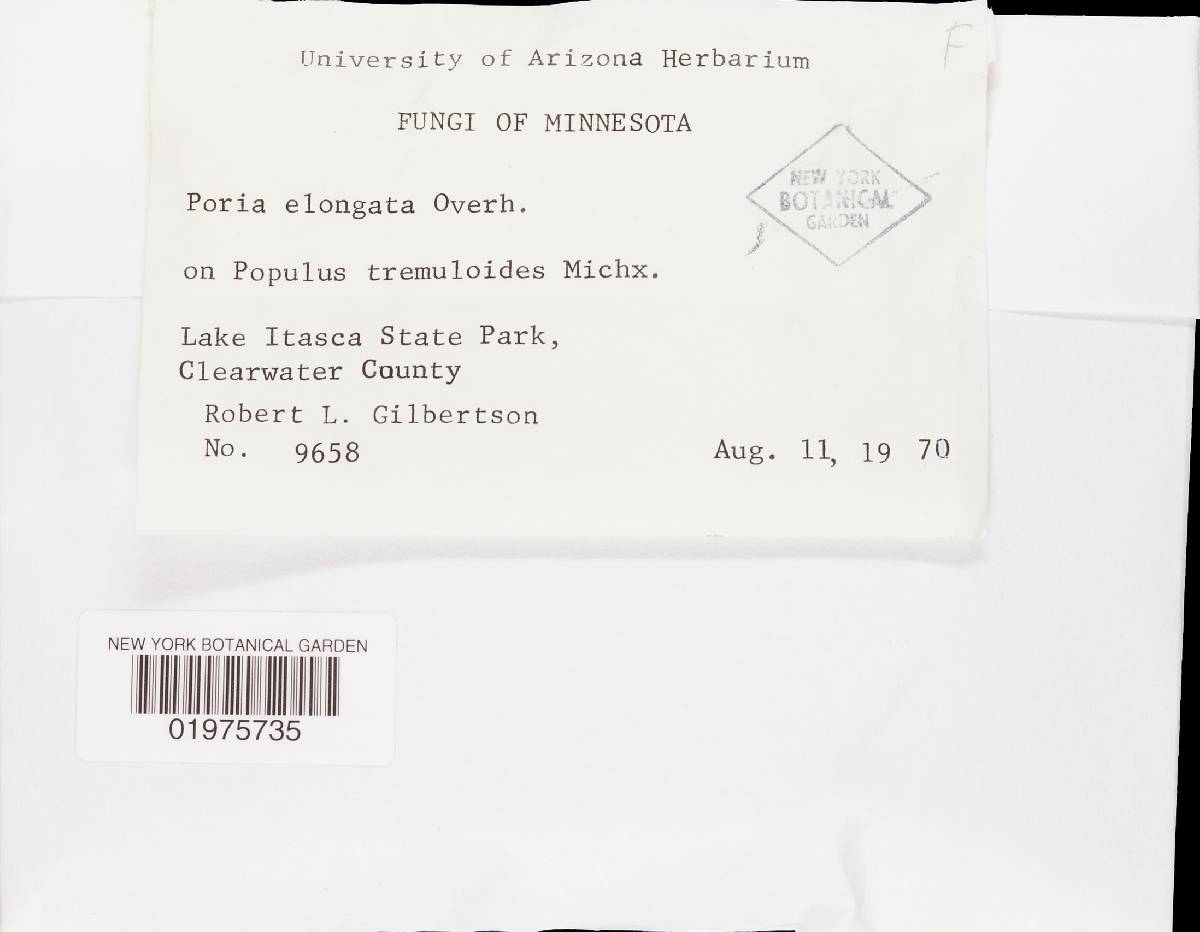 F
University of Arizona Herbarium
FUNGI OF MINNESOTA
NEW YORK
BOTANICAL
GARDEN
Poria elongata Overh.
on Populus tremuloides Michx.
Lake Itasca State Park,
Clearwater County
Robert L. Gilbertson
No. 9658 Aug. 11, 19 70
NEW YORK BOTANICAL GARDEN
01975735